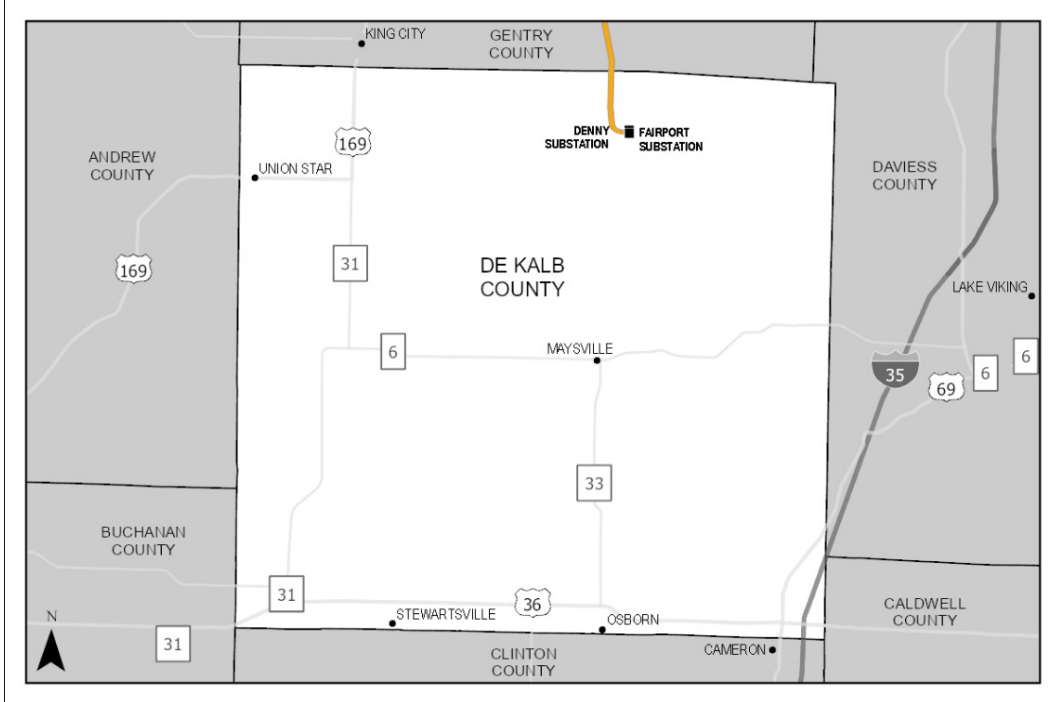 KING CITY
GENTRY
COUNTY
DENNY
SUBSTATION
FAIRPORT
SUBSTATION
169
ANDREW
COUNTY
UNION STAR
DAVIESS
COUNTY
169
31
DE KALB
COUNTY
LAKE VIKING
6
MAYSVILLE
35
69
6
6
33
BUCHANAN
COUNTY
31
36
STEWARTSVILLE
OSBORN
CALDWELL
COUNTY
N
31
CLINTON
COUNTY
CAMERON